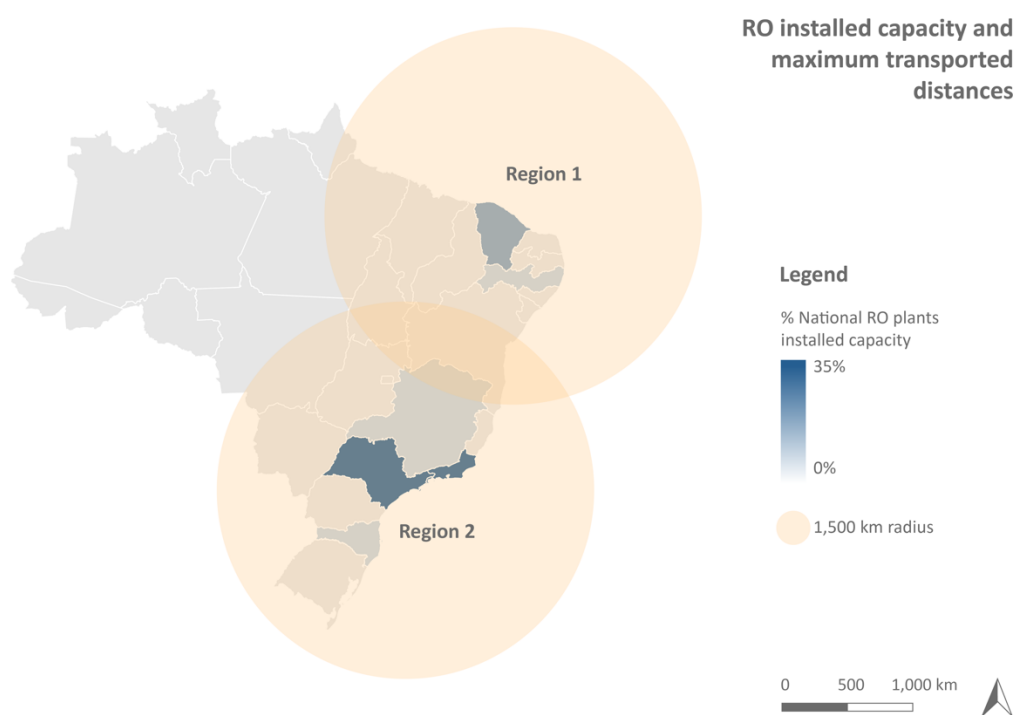 RO installed capacity and
maximum transported
distances
Region 1
Legend
% National RO plants
installed capacity
35%
0%
1,500 km radius
Region 2
0 500 1,000 km